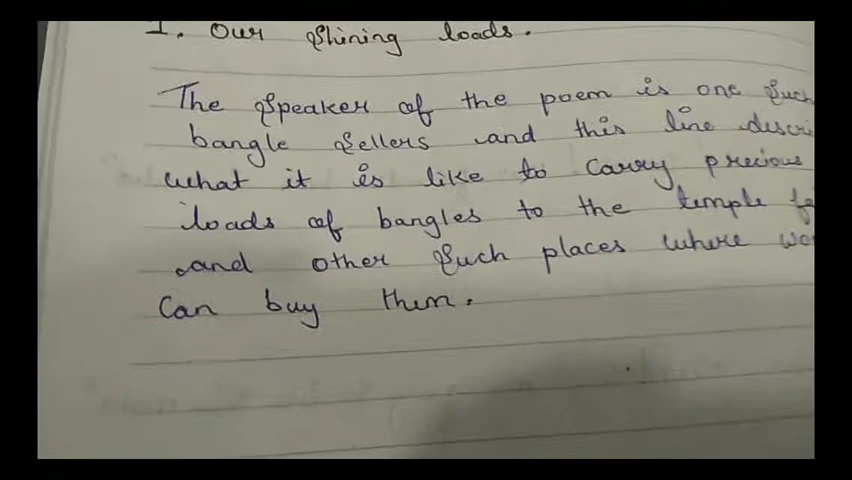 1. Our Shining loads.
The Speaker of the poem is one Such
bangle Sellers and this line
what it is like to carry precious
loads of bangles to the temple
and other Such places where
Can buy them.